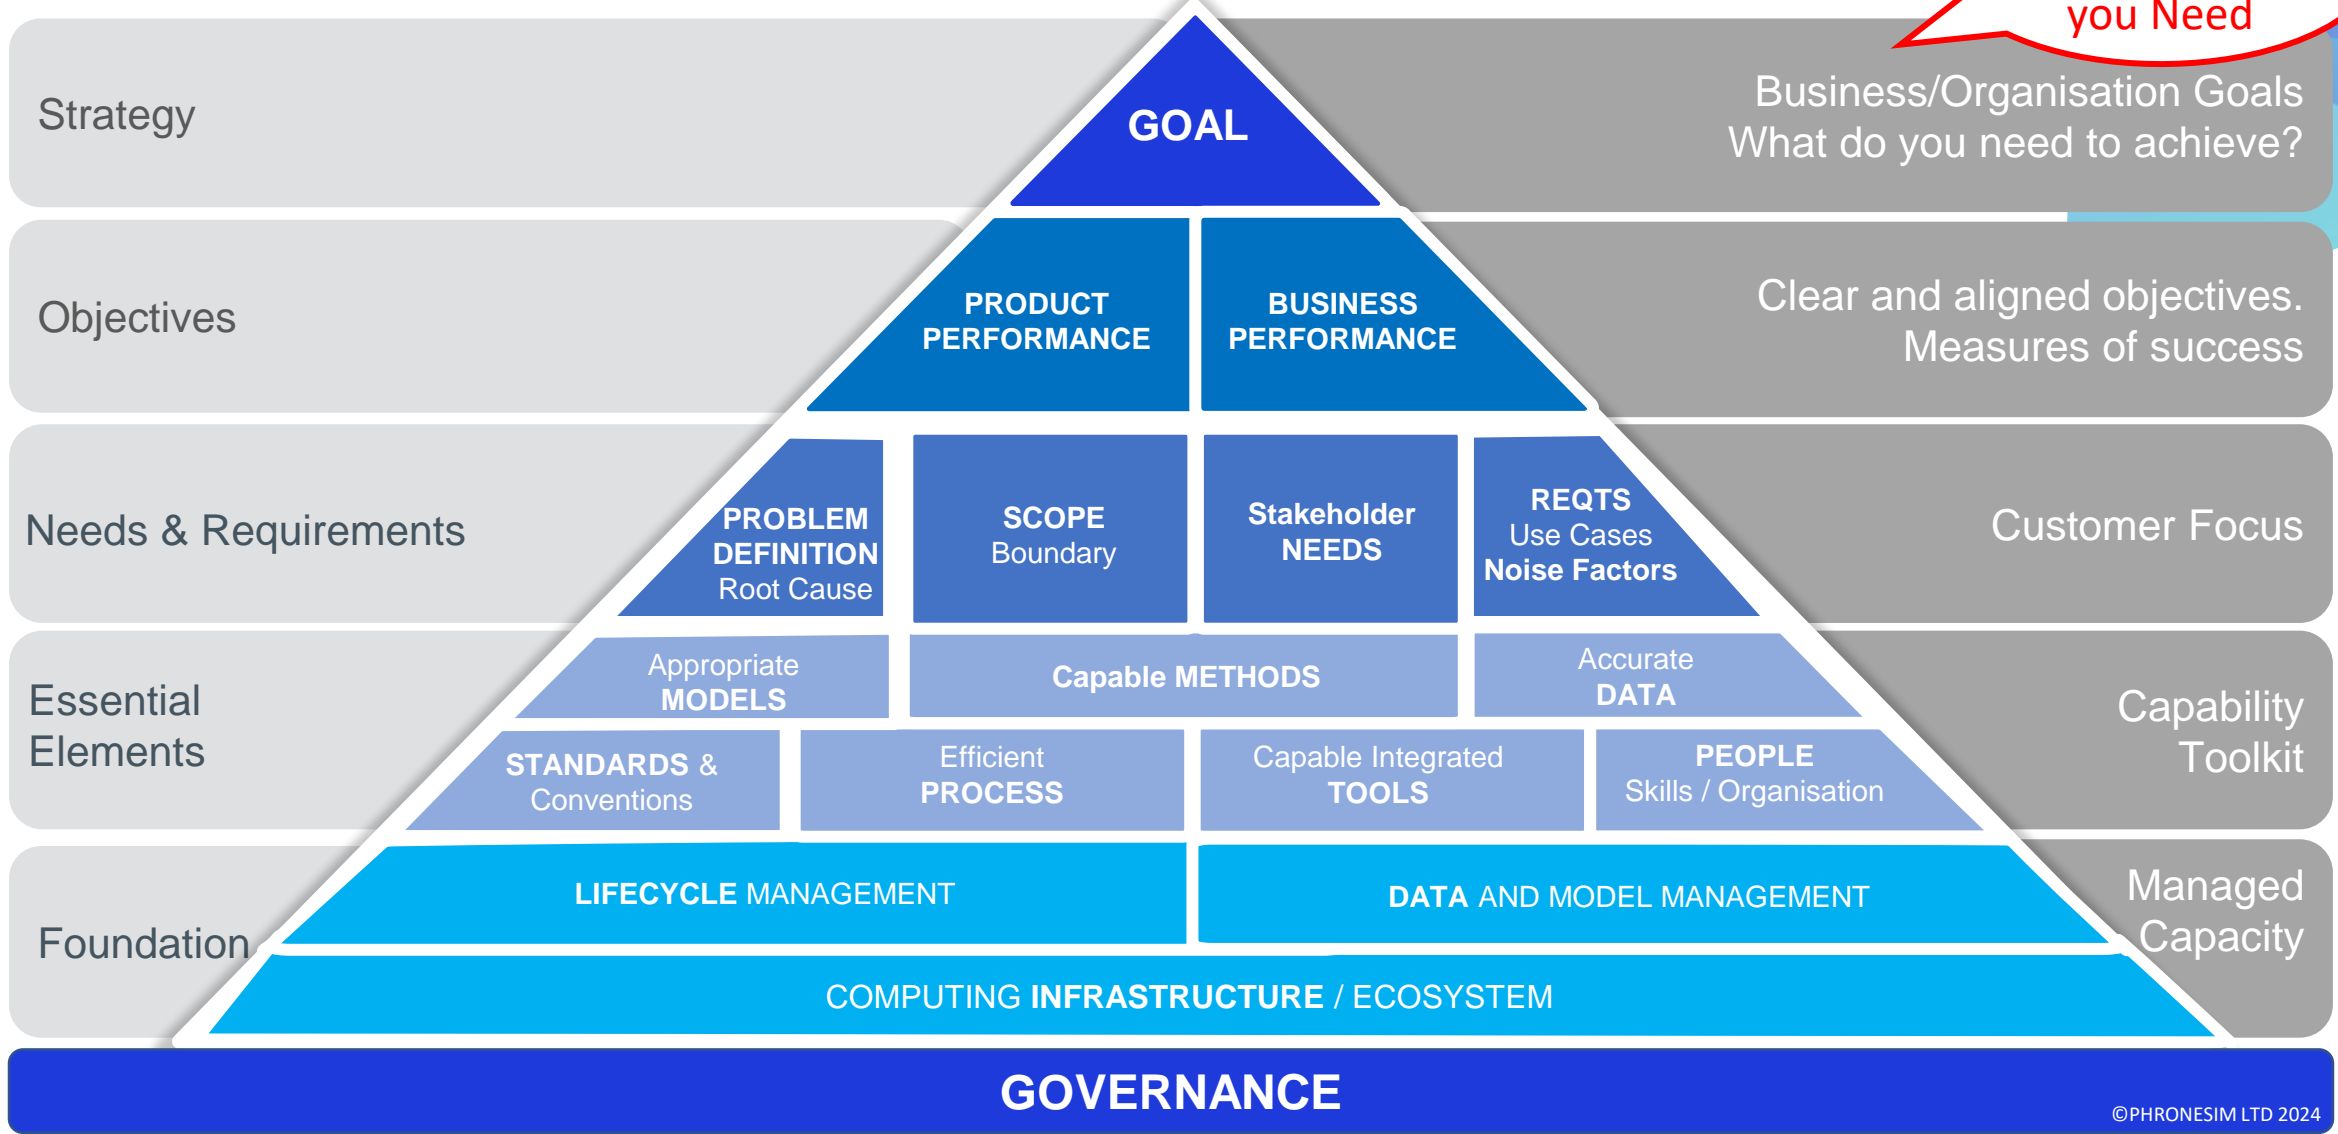 you Need
Strategy
GOAL
Business/Organisation Goals
What do you need to achieve?
Objectives
PRODUCT
PERFORMANCE
BUSINESS
PERFORMANCE
Clear and aligned objectives.
Measures of success
Needs & Requirements
PROBLEM
DEFINITION
Root Cause
SCOPE
Boundary
Stakeholder
NEEDS
REQTS
Use Cases
Noise Factors
Customer Focus
Essential
Elements
Appropriate
MODELS
Capable METHODS
Accurate
DATA
STANDARDS &
Conventions
Efficient
PROCESS
Capable Integrated
TOOLS
PEOPLE
Skills / Organisation
Capability
Toolkit
Foundation
LIFECYCLE MANAGEMENT
DATA AND MODEL MANAGEMENT
COMPUTING INFRASTRUCTURE / ECOSYSTEM
Managed
Capacity
GOVERNANCE
©PHRONESIM LTD 2024